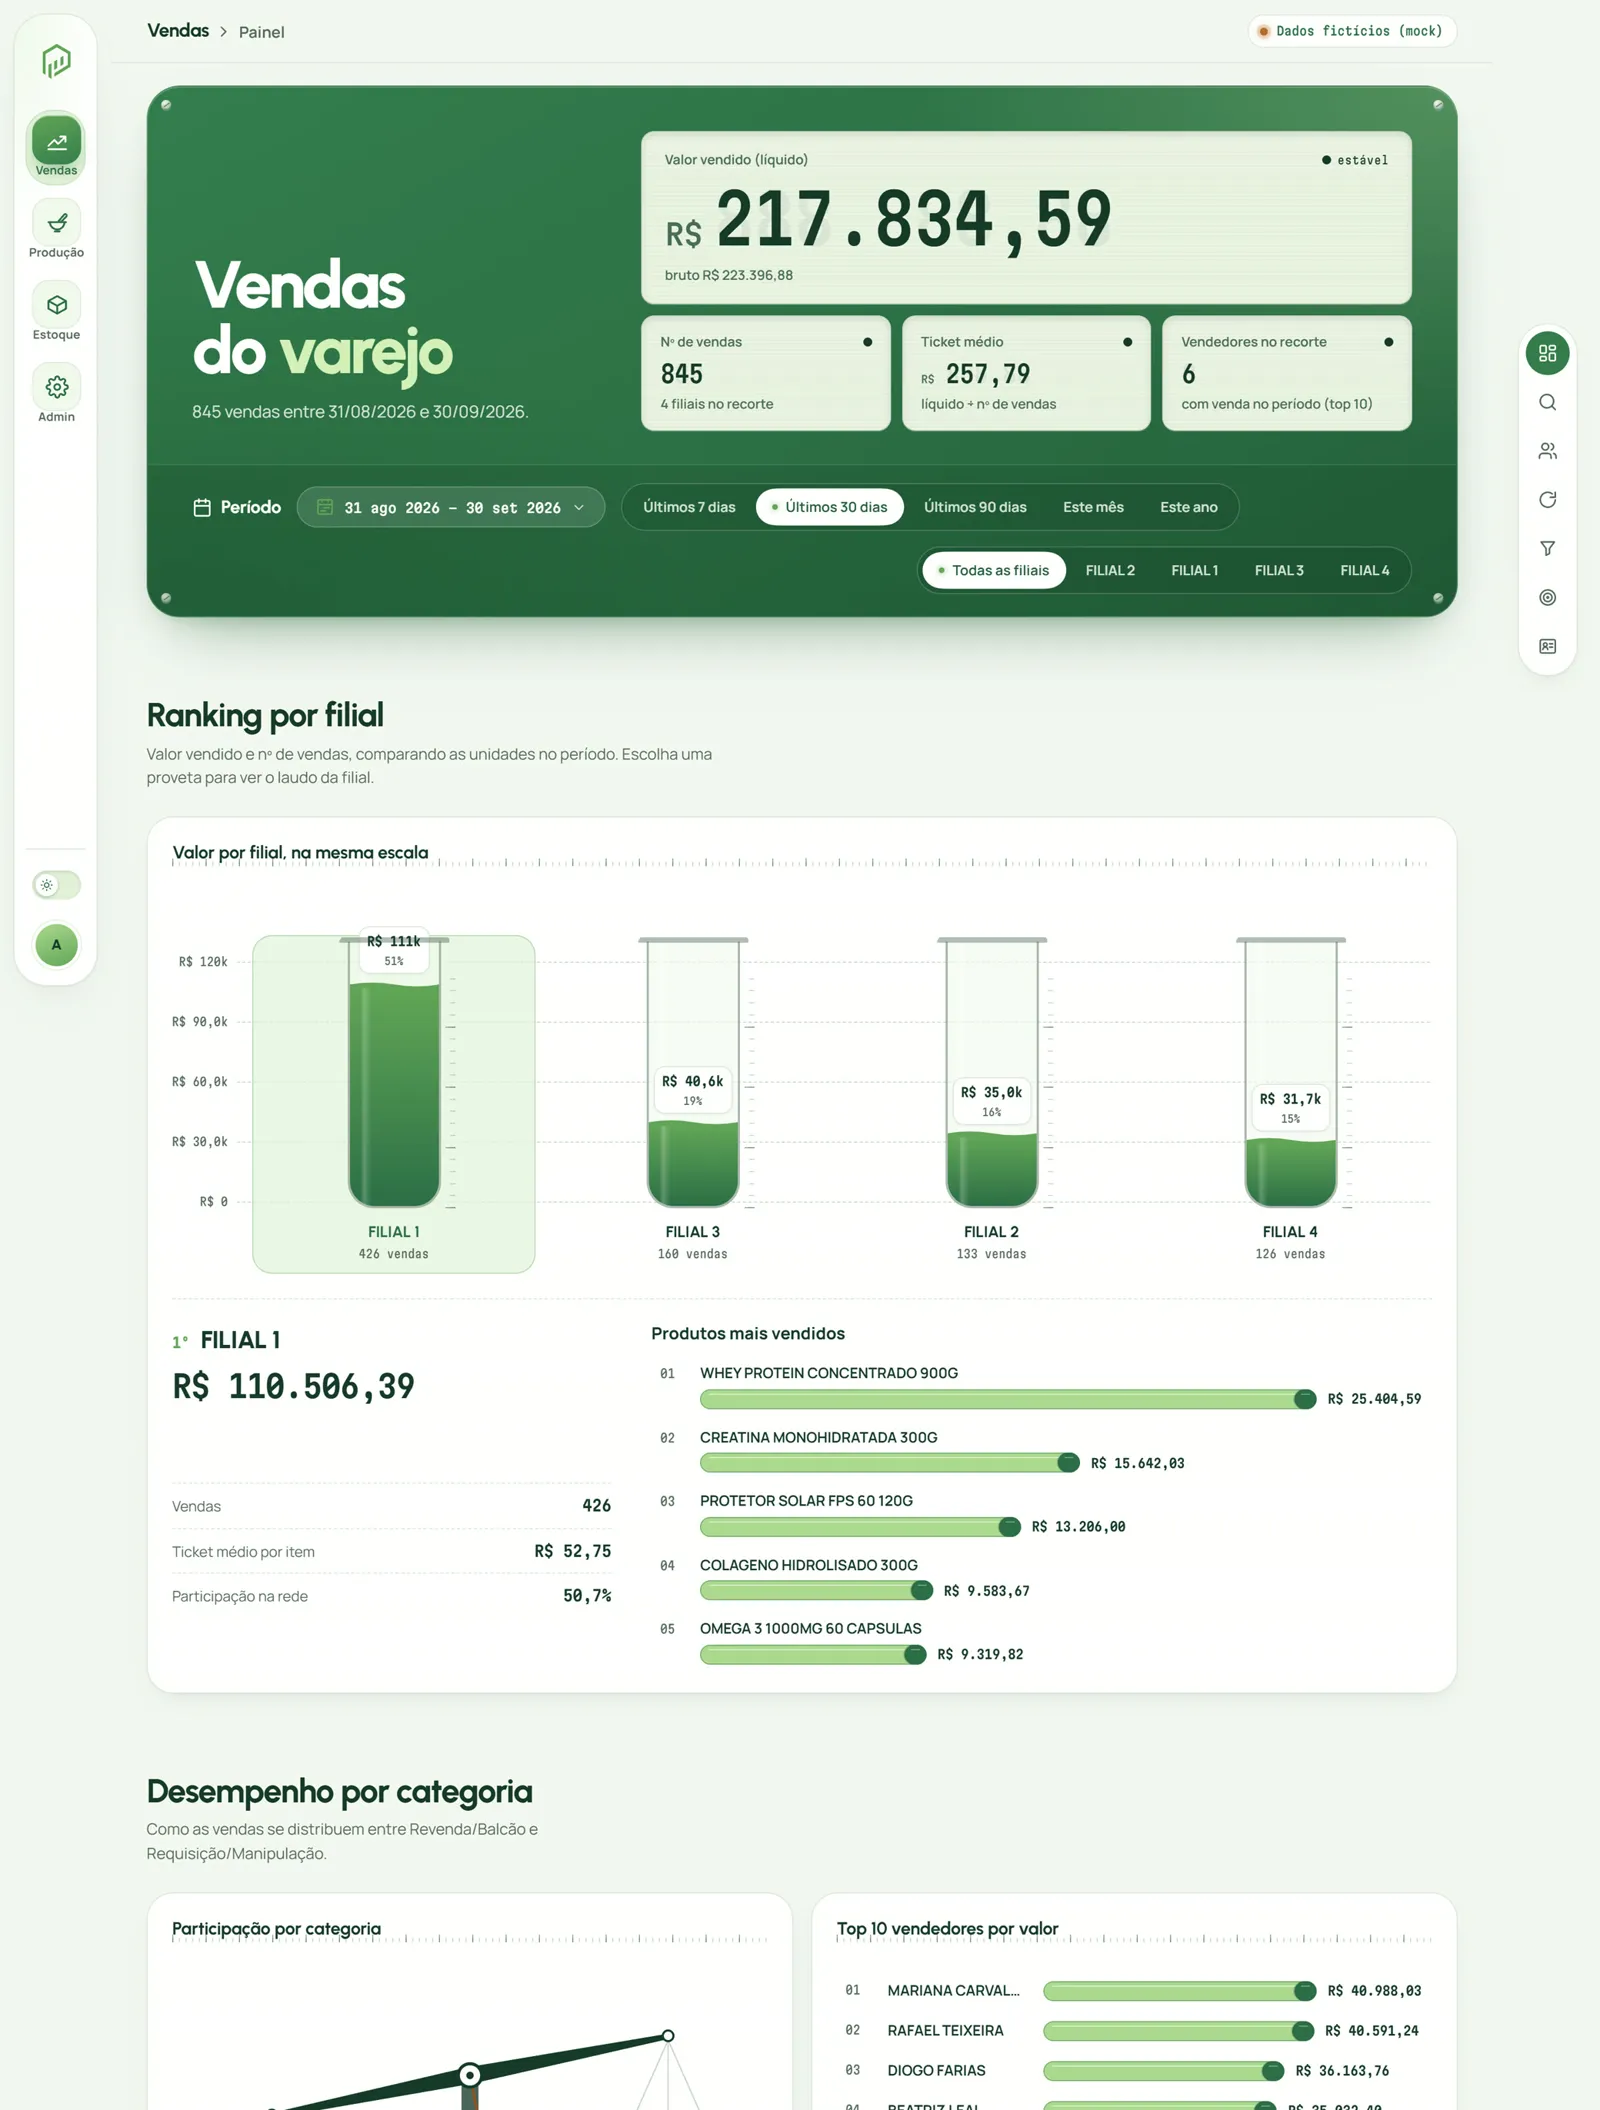 Vendas > Painel
Dados fictícios (mock)
Vendas
Produção
Estoque
Admin
A
Vendas
do varejo
845 vendas entre 31/08/2026 e 30/09/2026.
Valor vendido (líquido)
estável
R$ 217.834,59
bruto R$ 223.396,88
Nº de vendas
845
4 filiais no recorte
Ticket médio
R$ 257,79
líquido ÷ nº de vendas
Vendedores no recorte
6
com venda no período (top 10)
Período
31 ago 2026 – 30 set 2026
Últimos 7 dias
Últimos 30 dias
Últimos 90 dias
Este mês
Este ano
Todas as filiais
FILIAL 2
FILIAL 1
FILIAL 3
FILIAL 4
Ranking por filial
Valor vendido e nº de vendas, comparando as unidades no período. Escolha uma
proveta para ver o laudo da filial.
Valor por filial, na mesma escala
R$ 120k
R$ 90,0k
R$ 60,0k
R$ 30,0k
R$ 0
R$ 111k
51%
FILIAL 1
426 vendas
R$ 40,6k
19%
FILIAL 3
160 vendas
R$ 35,0k
16%
FILIAL 2
133 vendas
R$ 31,7k
15%
FILIAL 4
126 vendas
1º FILIAL 1
R$ 110.506,39
Vendas 426
Ticket médio por item R$ 52,75
Participação na rede 50,7%
Produtos mais vendidos
01 WHEY PROTEIN CONCENTRADO 900G
R$ 25.404,59
02 CREATINA MONOHIDRATADA 300G
R$ 15.642,03
03 PROTETOR SOLAR FPS 60 120G
R$ 13.206,00
04 COLAGENO HIDROLISADO 300G
R$ 9.583,67
05 OMEGA 3 1000MG 60 CAPSULAS
R$ 9.319,82
Desempenho por categoria
Como as vendas se distribuem entre Revenda/Balcão e
Requisição/Manipulação.
Participação por categoria
Top 10 vendedores por valor
01 MARIANA CARVAL... R$ 40.988,03
02 RAFAEL TEIXEIRA R$ 40.591,24
03 DIOGO FARIAS R$ 36.163,76
04 BEATRIZ LEAL R$ 35.032,40